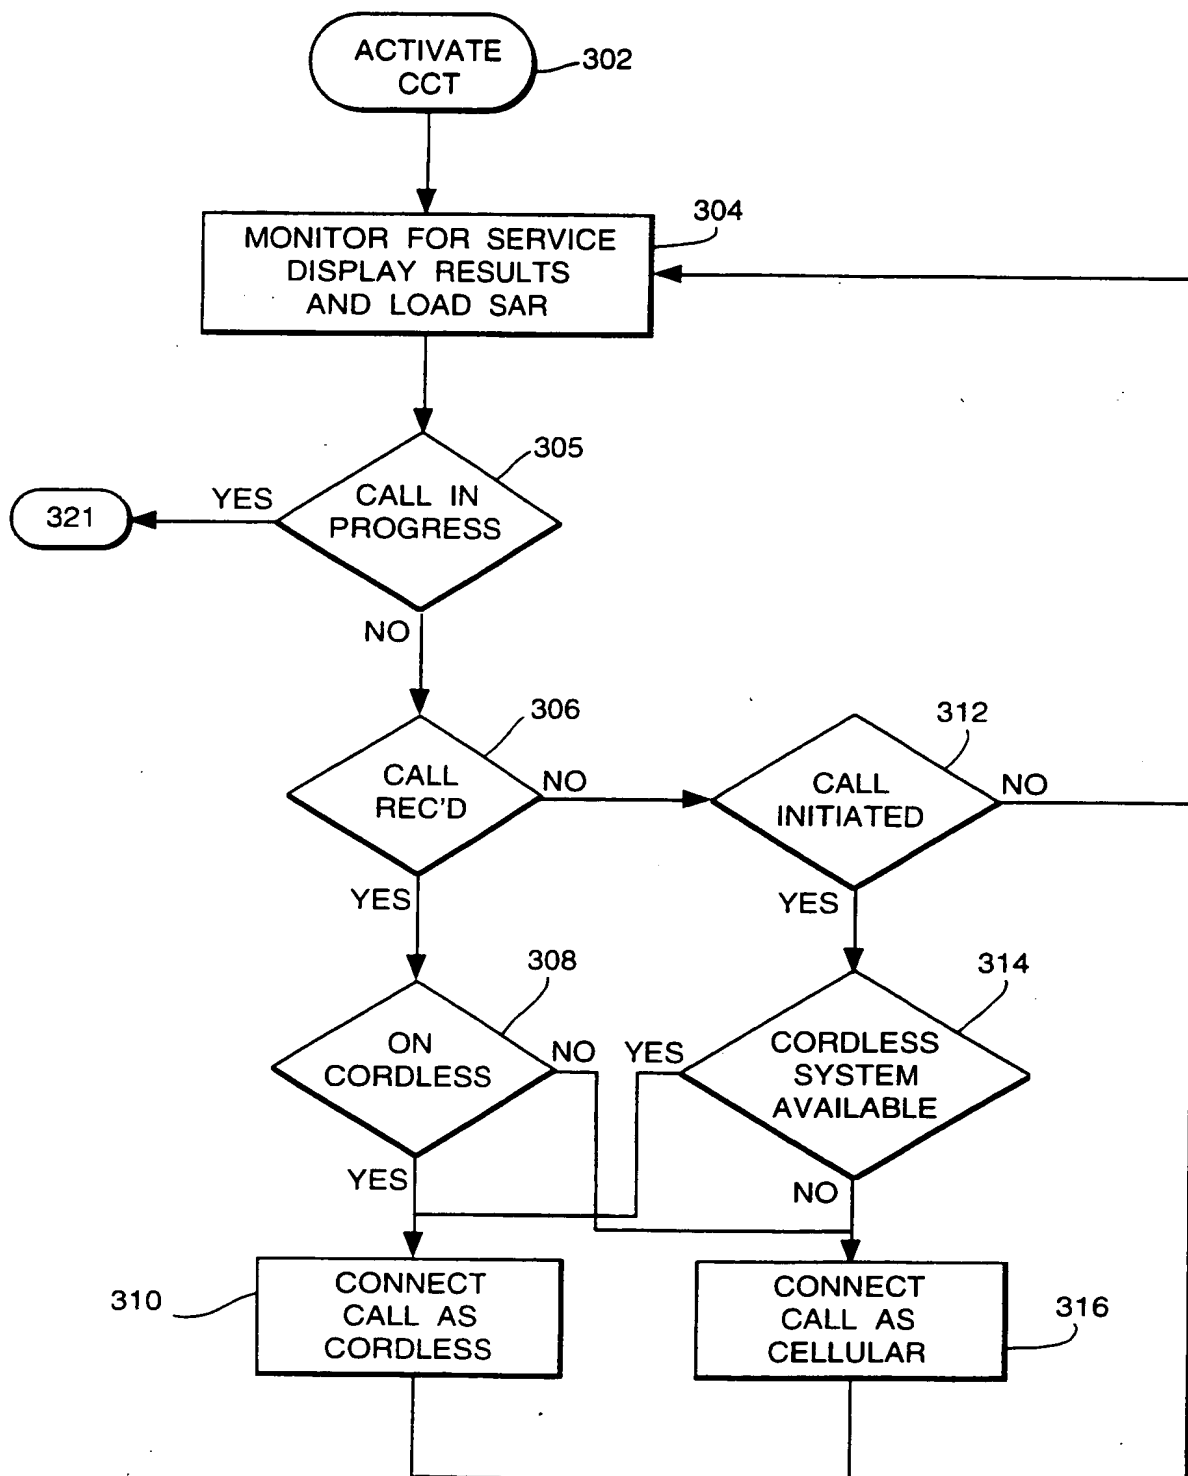 ACTIVATE
CCT
302
304
MONITOR FOR SERVICE
DISPLAY RESULTS
AND LOAD SAR
305
YES
CALL IN
PROGRESS
321
NO
306
312
CALL
REC'D
NO
CALL
INITIATED
NO
YES
YES
308
314
ON
CORDLESS
NO
YES
CORDLESS
SYSTEM
AVAILABLE
YES
NO
310
CONNECT
CALL AS
CORDLESS
CONNECT
CALL AS
CELLULAR
316